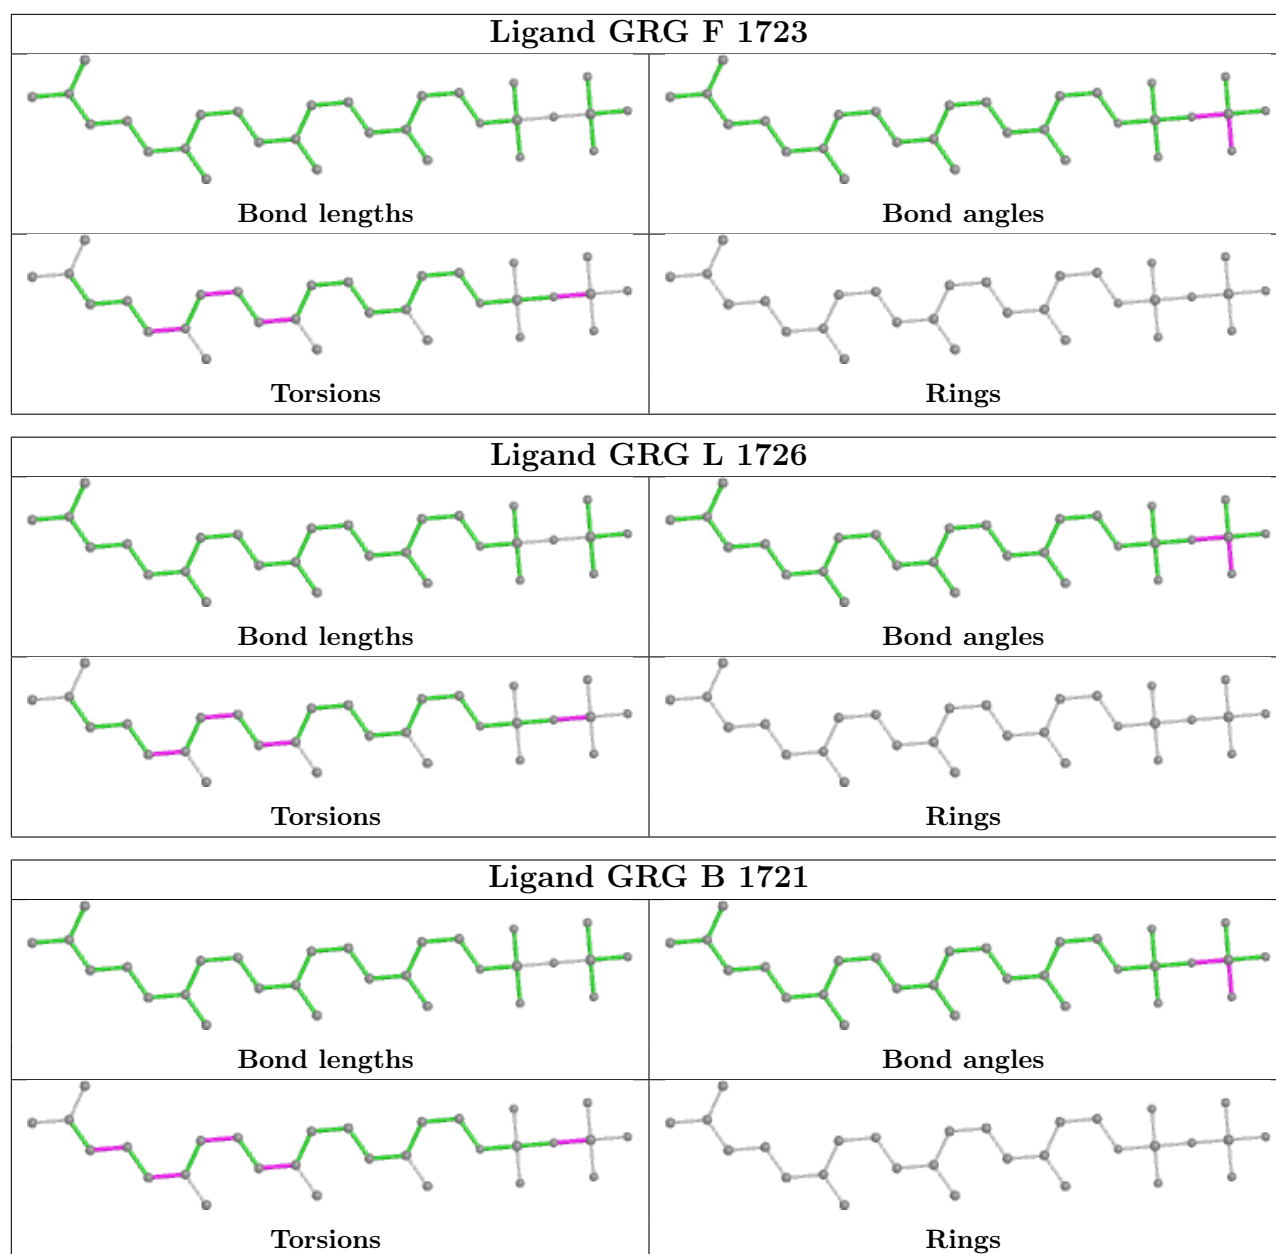 Ligand GRG F 1723
Bond lengths
Bond angles
Torsions
Rings
Ligand GRG L 1726
Bond lengths
Bond angles
Torsions
Rings
Ligand GRG B 1721
Bond lengths
Bond angles
Torsions
Rings